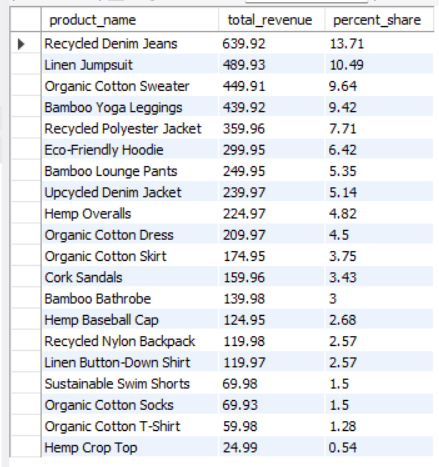 product_name total_revenue percent_share
Recycled Denim Jeans 639.92 13.71
Linen Jumpsuit 489.93 10.49
Organic Cotton Sweater 449.91 9.64
Bamboo Yoga Leggings 439.92 9.42
Recycled Polyester Jacket 359.96 7.71
Eco-Friendly Hoodie 299.95 6.42
Bamboo Lounge Pants 249.95 5.35
Upcycled Denim Jacket 239.97 5.14
Hemp Overalls 224.97 4.82
Organic Cotton Dress 209.97 4.5
Organic Cotton Skirt 174.95 3.75
Cork Sandals 159.96 3.43
Bamboo Bathrobe 139.98 3
Hemp Baseball Cap 124.95 2.68
Recycled Nylon Backpack 119.98 2.57
Linen Button-Down Shirt 119.97 2.57
Sustainable Swim Shorts 69.98 1.5
Organic Cotton Socks 69.93 1.5
Organic Cotton T-Shirt 59.98 1.28
Hemp Crop Top 24.99 0.54